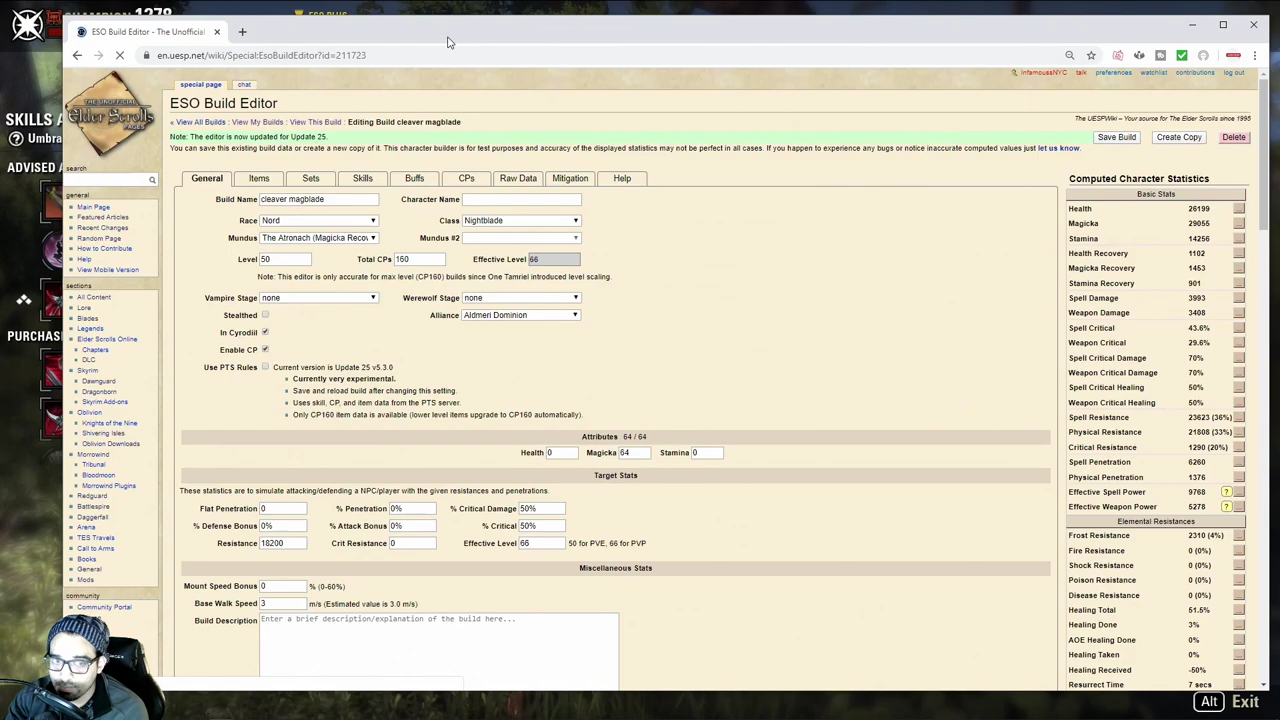 ESO Build Editor - The Unofficial
en.uesp.net/wiki/Special:EsoBuildEditor?id=211723
SKILLS A
Umbra
ADVISED A
PURCHAS
THE UNOFFICIAL
Elder Scrolls
PAGES
infamoussNYC talk preferences watchlist contributions log out
special page chat
ESO Build Editor
The UESPWiki – Your source for The Elder Scrolls since 1995
« View All Builds : View My Builds : View This Build : Editing Build cleaver magblade
Note: The editor is now updated for Update 25.
Save Build Create Copy Delete
You can save this existing build data or create a new copy of it. This character builder is for test purposes and accuracy of the displayed statistics may not be perfect in all cases. If you happen to experience any bugs or notice inaccurate computed values just let us know.
search
general
Main Page
Featured Articles
Recent Changes
Random Page
How to Contribute
Help
View Mobile Version
sections
All Content
Lore
Blades
Legends
Elder Scrolls Online
Chapters
DLC
Skyrim
Dawnguard
Dragonborn
Skyrim Add-ons
Oblivion
Knights of the Nine
Shivering Isles
Oblivion Downloads
Morrowind
Tribunal
Bloodmoon
Morrowind Plugins
Redguard
Battlespire
Daggerfall
Arena
TES Travels
Call to Arms
Books
General
Mods
community
Community Portal
General Items Sets Skills Buffs CPs Raw Data Mitigation Help
Build Name cleaver magblade Character Name
Race Nord Class Nightblade
Mundus The Atronach (Magicka Recov Mundus #2
Level 50 Total CPs 160 Effective Level 66
Note: This editor is only accurate for max level (CP160) builds since One Tamriel introduced level scaling.
Vampire Stage none Werewolf Stage none
Stealthed Alliance Aldmeri Dominion
In Cyrodiil
Enable CP
Use PTS Rules Current version is Update 25 v5.3.0
Currently very experimental.
Save and reload build after changing this setting.
Uses skill, CP, and item data from the PTS server.
Only CP160 item data is available (lower level items upgrade to CP160 automatically).
Attributes 64 / 64
Health 0 Magicka 64 Stamina 0
Target Stats
These statistics are to simulate attacking/defending a NPC/player with the given resistances and penetrations.
Flat Penetration 0 % Penetration 0% % Critical Damage 50%
% Defense Bonus 0% % Attack Bonus 0% % Critical 50%
Resistance 18200 Crit Resistance 0 Effective Level 66 50 for PVE, 66 for PVP
Miscellaneous Stats
Mount Speed Bonus 0 % (0-60%)
Base Walk Speed 3 m/s (Estimated value is 3.0 m/s)
Build Description Enter a brief description/explanation of the build here...
Computed Character Statistics
Basic Stats
Health 26199
Magicka 29055
Stamina 14256
Health Recovery 1102
Magicka Recovery 1453
Stamina Recovery 901
Spell Damage 3993
Weapon Damage 3408
Spell Critical 43.6%
Weapon Critical 29.6%
Spell Critical Damage 70%
Weapon Critical Damage 70%
Spell Critical Healing 50%
Weapon Critical Healing 50%
Spell Resistance 23623 (36%)
Physical Resistance 21808 (33%)
Critical Resistance 1290 (20%)
Spell Penetration 6260
Physical Penetration 1376
Effective Spell Power 9768 ?
Effective Weapon Power 5278 ?
Elemental Resistances
Frost Resistance 2310 (4%)
Fire Resistance 0 (0%)
Shock Resistance 0 (0%)
Poison Resistance 0 (0%)
Disease Resistance 0 (0%)
Healing Total 51.5%
Healing Done 3%
AOE Healing Done 0%
Healing Taken 0%
Healing Received -50%
Resurrect Time 7 secs
Alt Exit